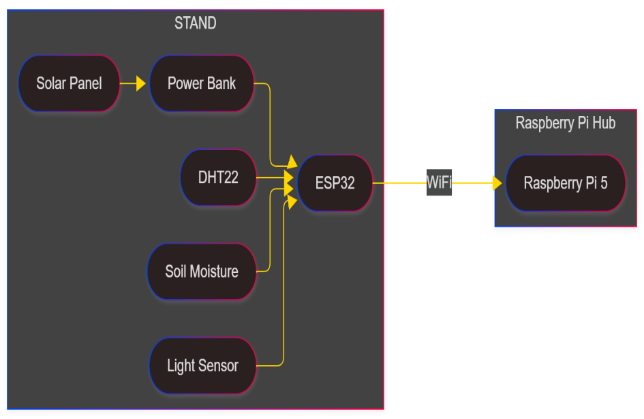 STAND
Solar Panel
Power Bank
DHT22
ESP32
Soil Moisture
Light Sensor
WiFi
Raspberry Pi Hub
Raspberry Pi 5